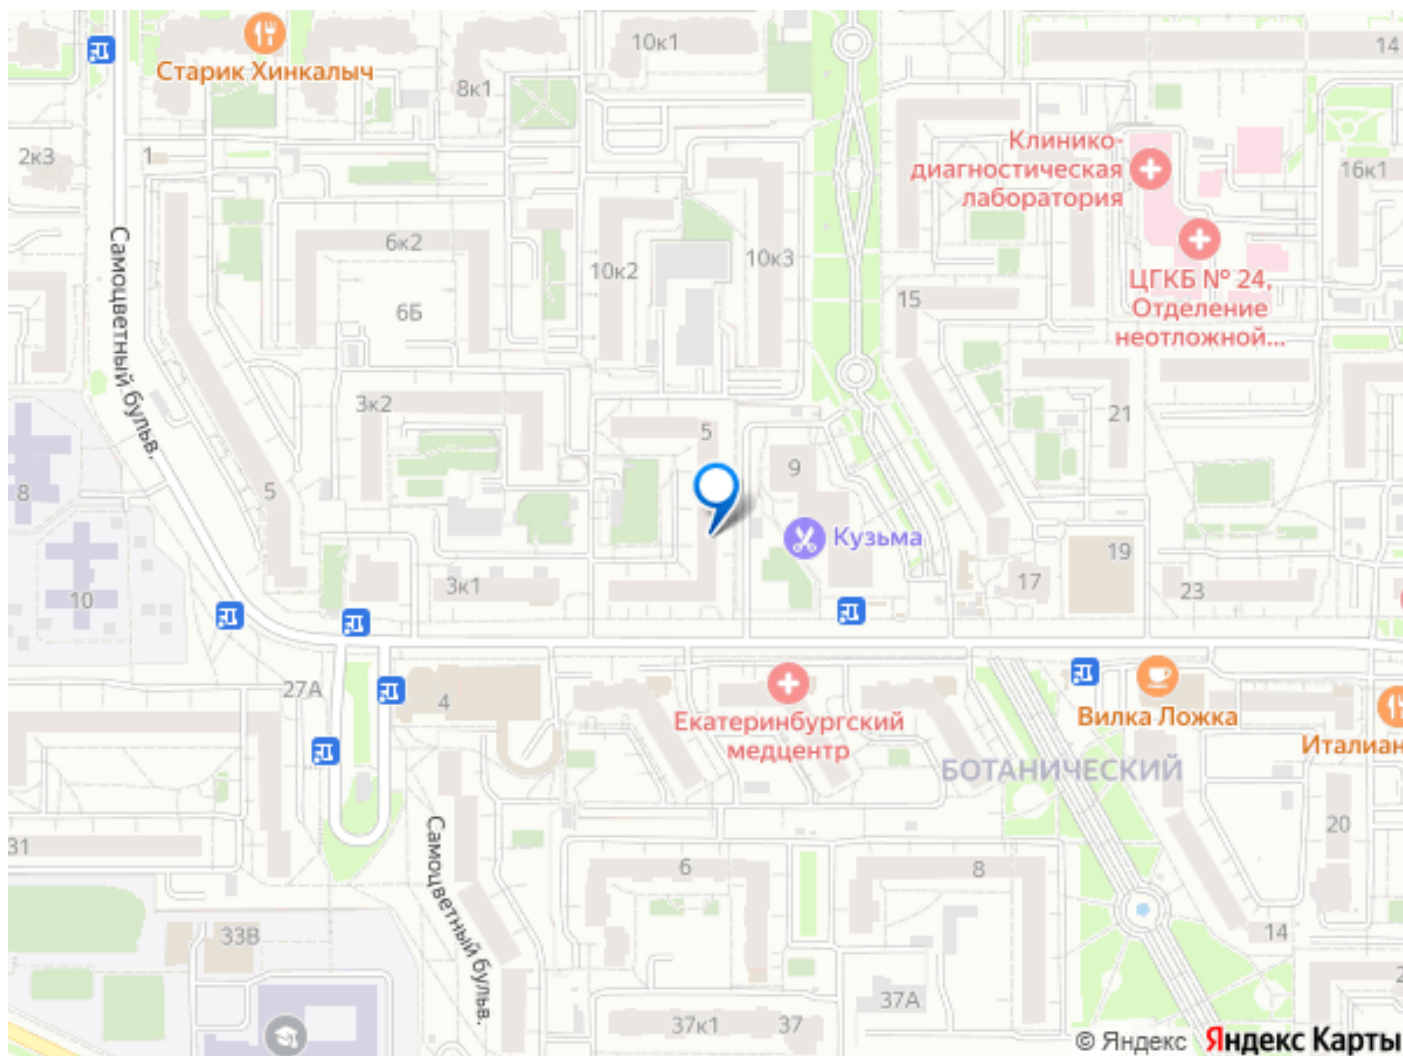 10к1
14
Старик Хинкалыч
8к1
2к3
1
Клинико-
диагностическая
лаборатория
16к1
6к2
10к2
10к3
ЦГКБ № 24,
Отделение
неотложной...
15
6Б
Самоцветный бульв.
3к2
5
21
9
8
5
Кузьма
19
3к1
17
23
10
27А
4
Екатеринбургский
медцентр
Вилка Ложка
Италиан
БОТАНИЧЕСКИЙ
31
Самоцветный бульв.
20
6
8
33В
14
37А
2
37к1
37
© Яндекс Яндекс Карты